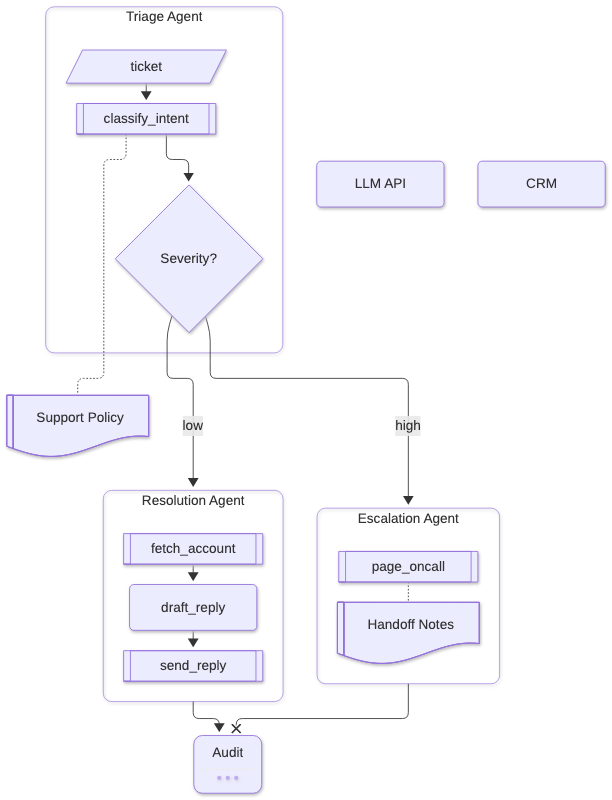 Triage Agent
ticket
classify_intent
LLM API
CRM
Severity?
Support Policy
low
high
Resolution Agent
fetch_account
draft_reply
send_reply
Escalation Agent
page_oncall
Handoff Notes
Audit